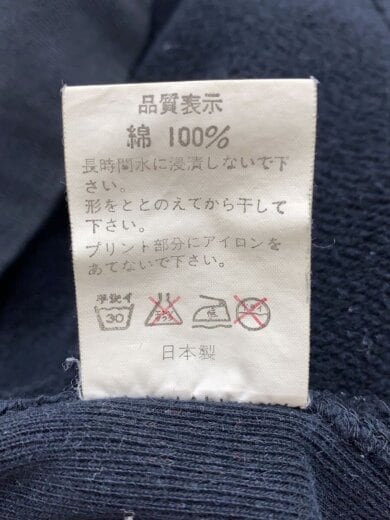 品質表示
綿 100%
長時間水に浸漬しないで下
さい。
形をととのえてから干して
下さい。
プリント部分にアイロンを
あてないで下さい。
手洗イ
30
日本製